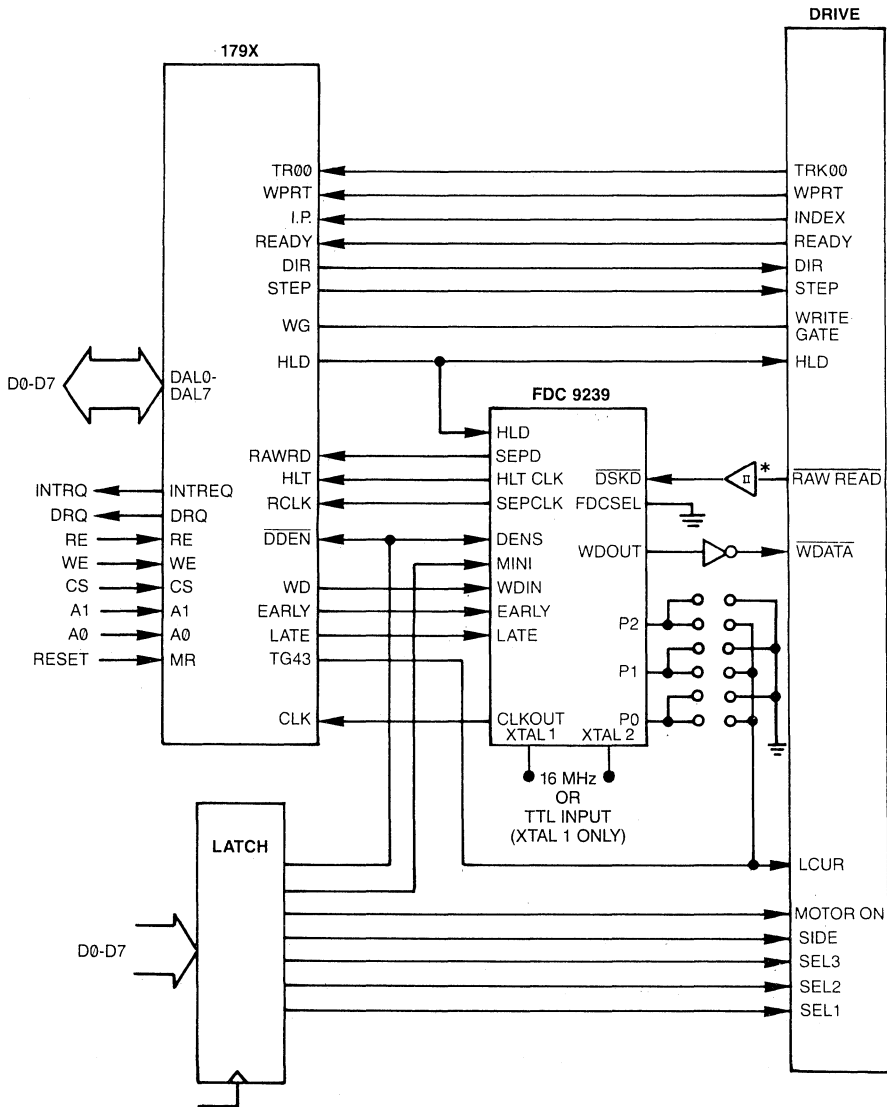 DRIVE
179X
TR00
TRK00
WPRT
WPRT
I.P.
INDEX
READY
READY
DIR
DIR
STEP
STEP
WG
WRITE
GATE
HLD
HLD
D0-D7
DAL0-
DAL7
FDC 9239
HLD
RAWRD
SEPD
HLT
HLT CLK
DSKD
*
RAW READ
INTRQ
INTREQ
RCLK
SEPCLK
FDCSEL
DRQ
DRQ
RE
RE
DDEN
DENS
WDOUT
WDATA
WE
WE
MINI
CS
CS
WD
WDIN
A1
A1
EARLY
EARLY
P2
A0
A0
LATE
LATE
RESET
MR
TG43
P1
CLK
CLKOUT
P0
XTAL 1
XTAL 2
16 MHz
OR
TTL INPUT
(XTAL 1 ONLY)
LATCH
LCUR
MOTOR ON
D0-D7
SIDE
SEL3
SEL2
SEL1